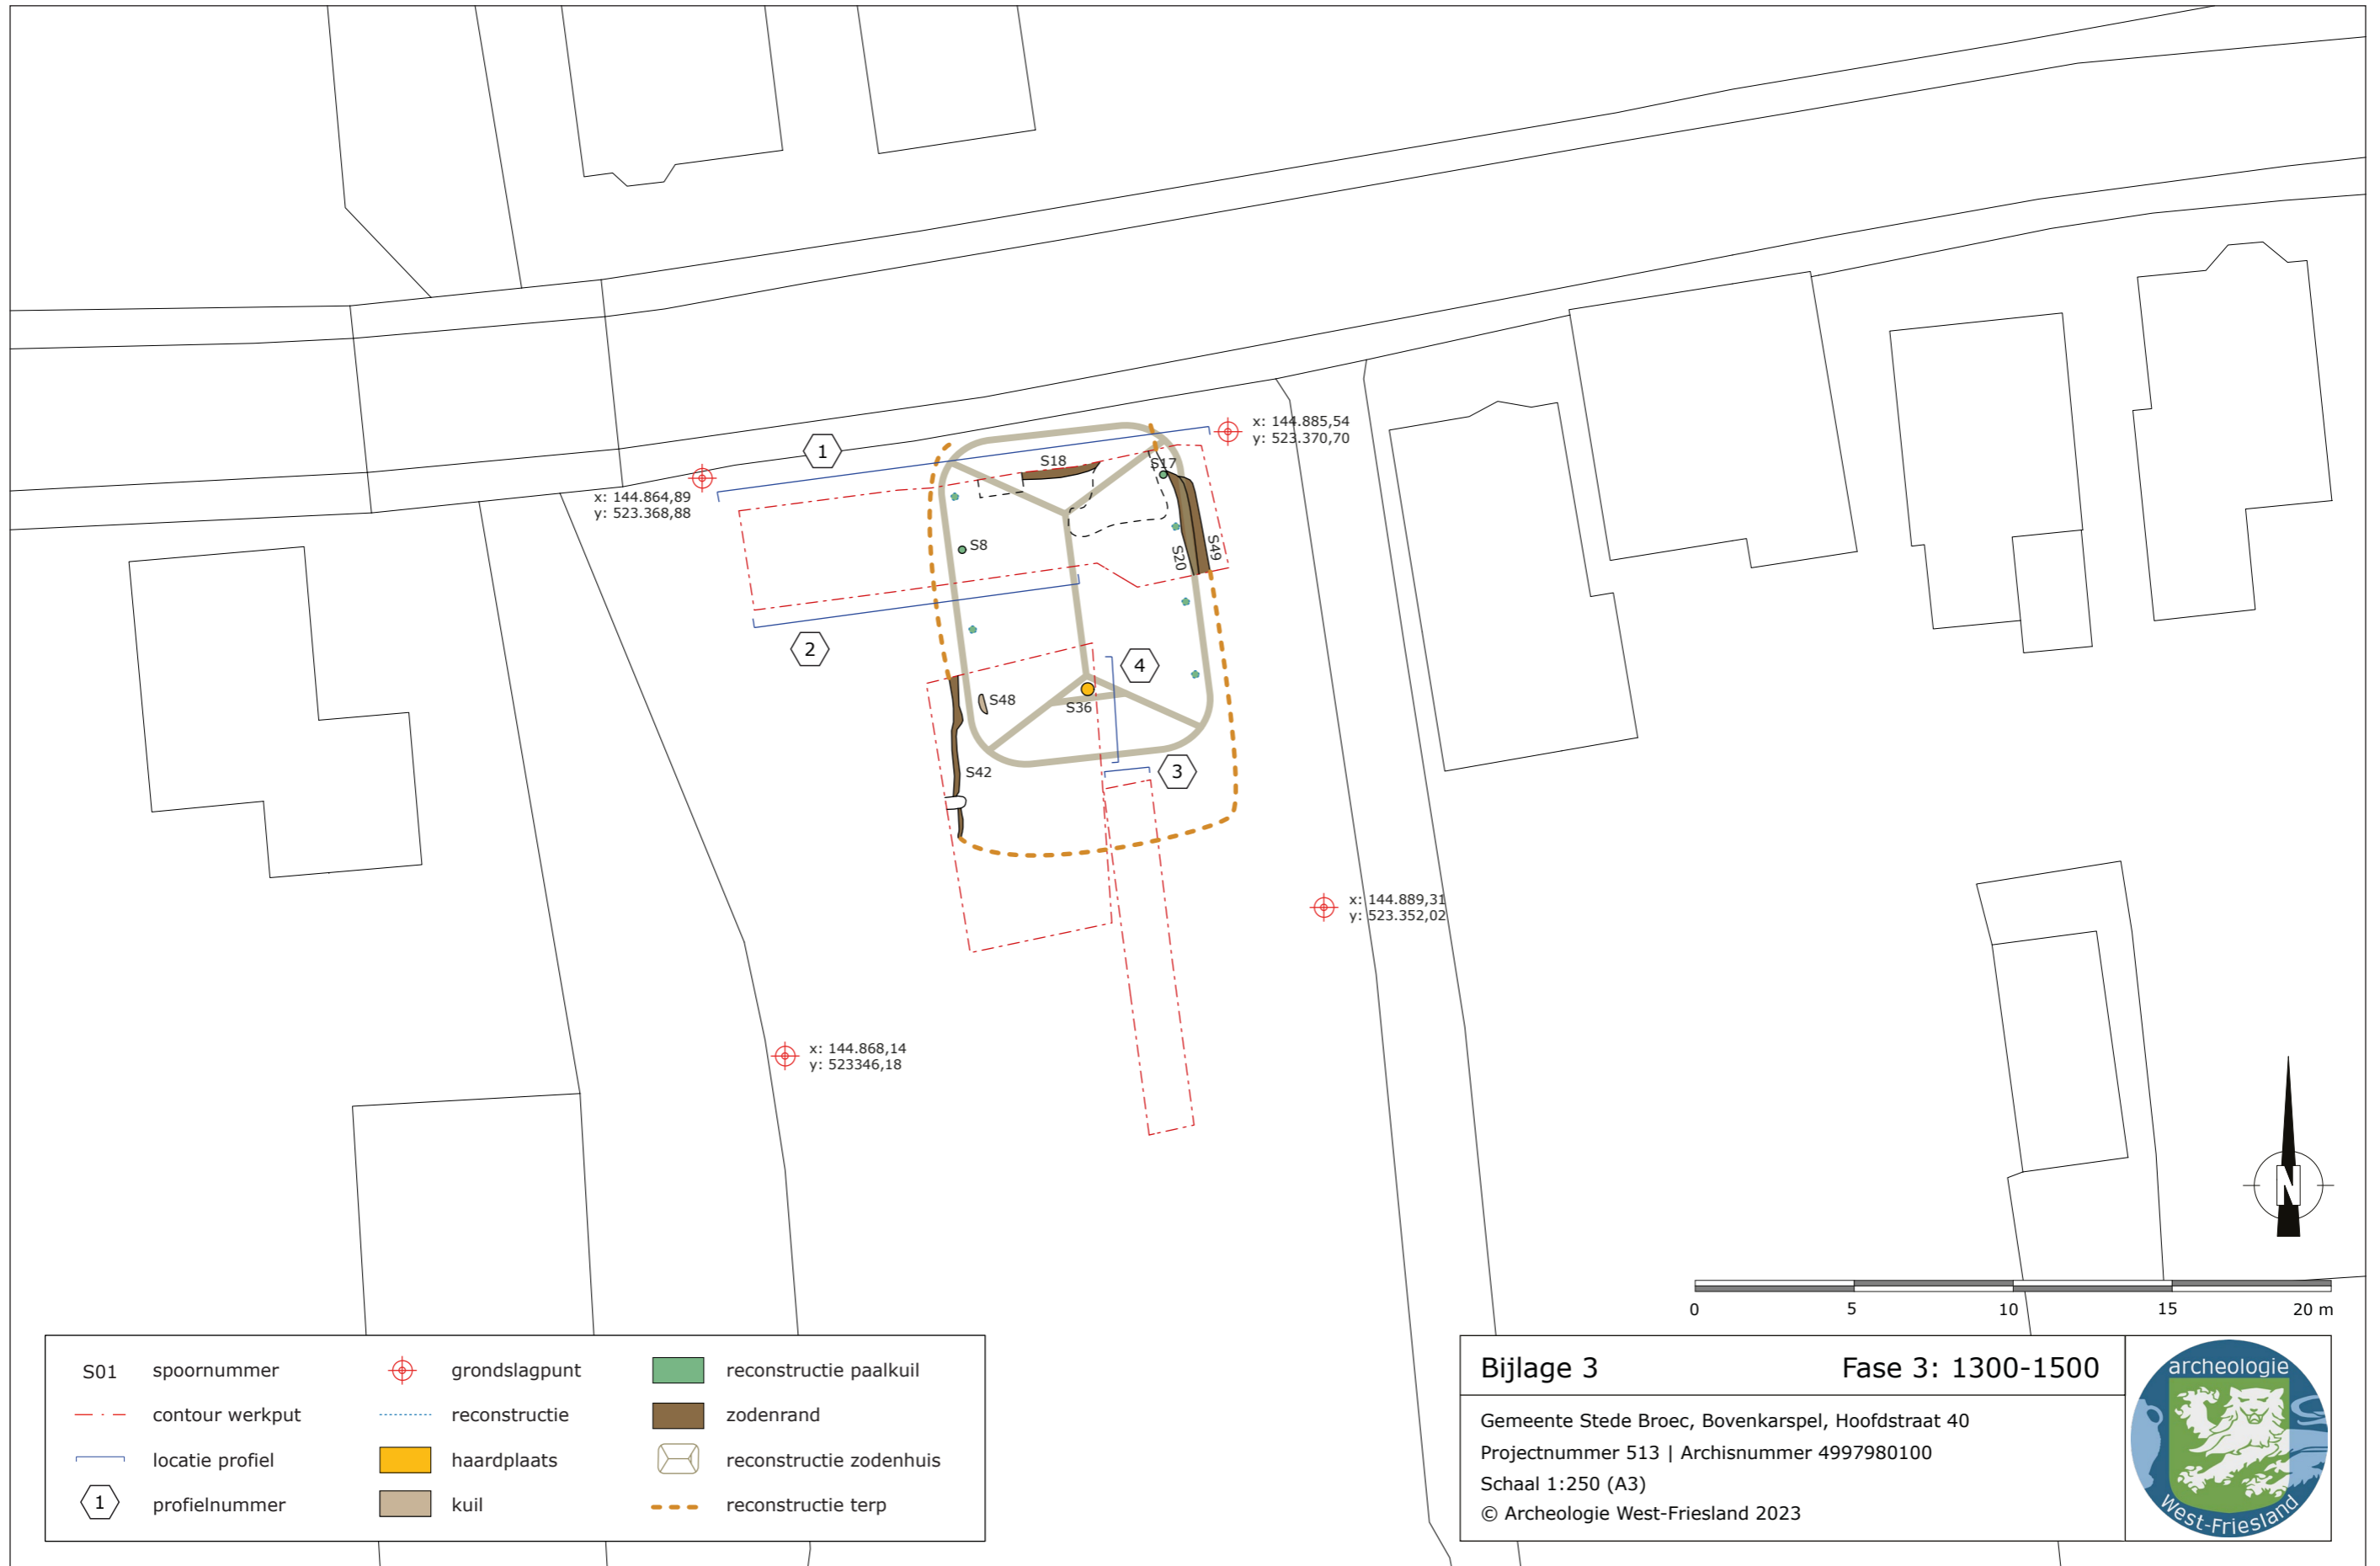 1
S18
S17
x: 144.885,54
y: 523.370,70
x: 144.864,89
y: 523.368,88
S8
S20
S49
2
4
S48
S36
S42
3
x: 144.889,31
y: 523.352,02
x: 144.868,14
y: 523346,18
N
0 5 10 15 20 m
S01 spoornummer
contour werkput
locatie profiel
1 profielnummer
grondslagpunt
reconstructie
haardplaats
kuil
reconstructie paalkuil
zodenrand
reconstructie zodenhuis
reconstructie terp
Bijlage 3 Fase 3: 1300-1500
Gemeente Stede Broec, Bovenkarspel, Hoofdstraat 40
Projectnummer 513 | Archisnummer 4997980100
Schaal 1:250 (A3)
© Archeologie West-Friesland 2023
archeologie
West-Friesland